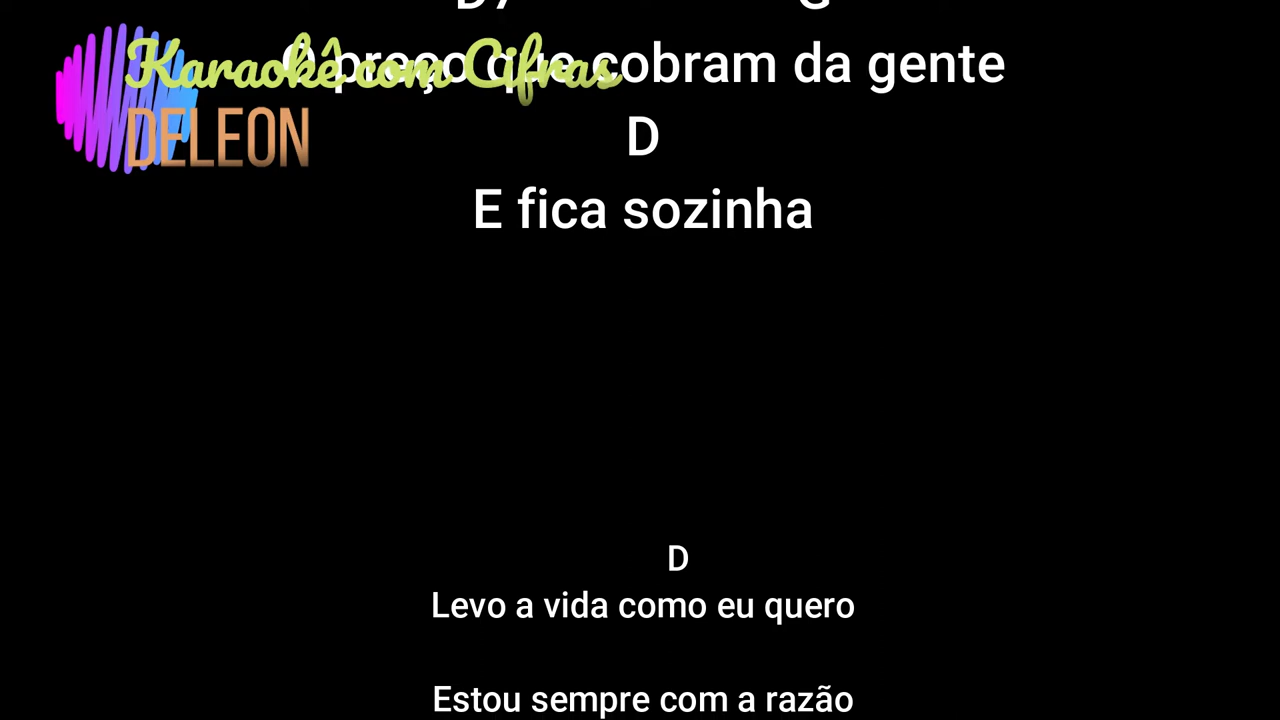 D7 G
O preço que cobram da gente
Karaokê com Cifras
DELEON
D
E fica sozinha
D
Levo a vida como eu quero
Estou sempre com a razão